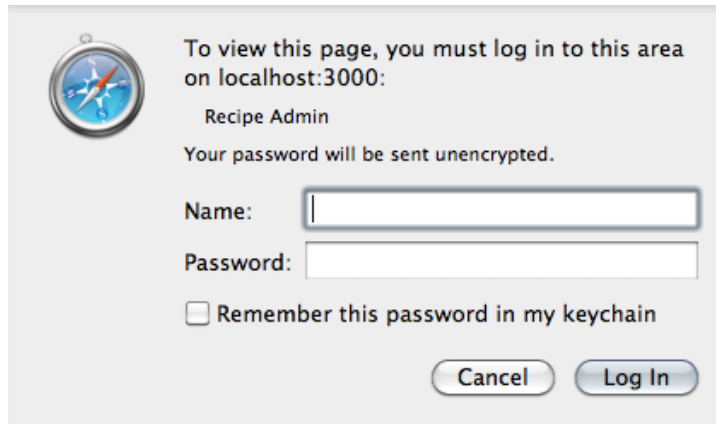 To view this page, you must log in to this area
on localhost:3000:
Recipe Admin
Your password will be sent unencrypted.
Name:
Password:
Remember this password in my keychain
Cancel Log In